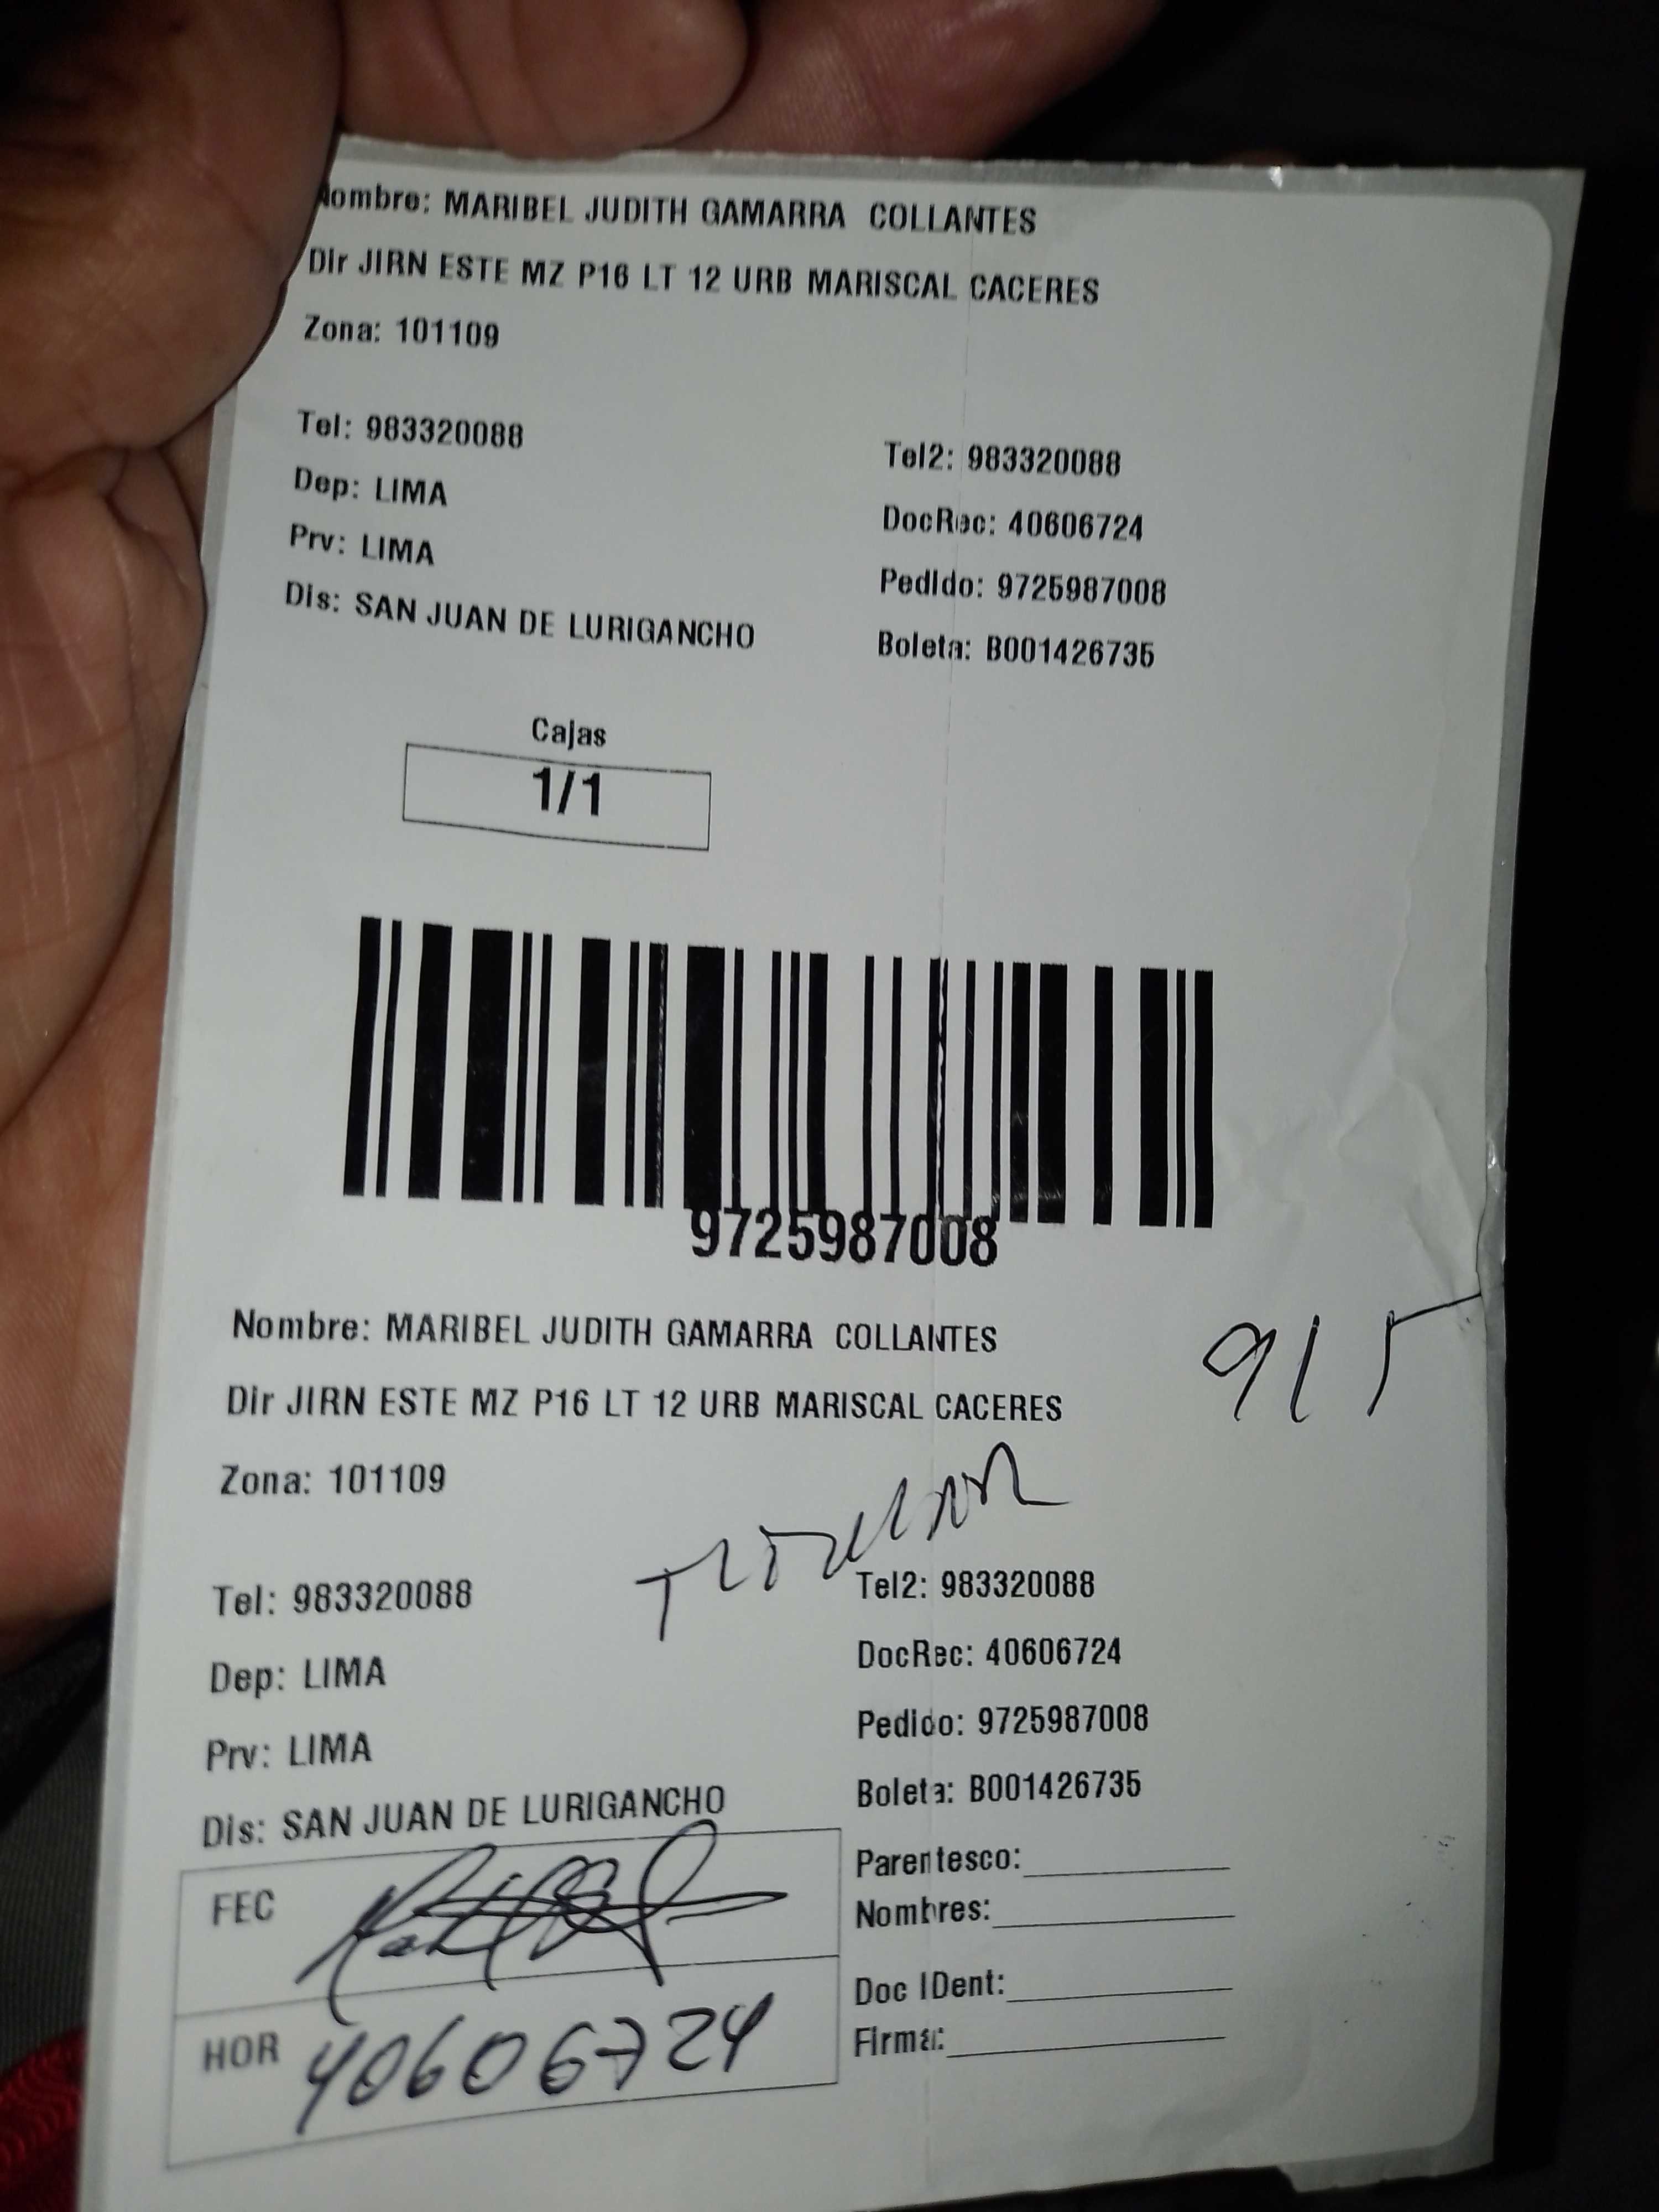 Nombre: MARIBEL JUDITH GAMARRA COLLANTES
Dir JIRN ESTE MZ P16 LT 12 URB MARISCAL CACERES
Zona: 101109
Tel: 983320088
Tel2: 983320088
Dep: LIMA
DocRec: 40606724
Prv: LIMA
Pedido: 9725987008
Dis: SAN JUAN DE LURIGANCHO
Boleta: B001426735
Cajas
1/1
9725987008
Nombre: MARIBEL JUDITH GAMARRA COLLANTES
915
Dir JIRN ESTE MZ P16 LT 12 URB MARISCAL CACERES
Zona: 101109
Tel: 983320088
Tel2: 983320088
Dep: LIMA
DocRec: 40606724
Prv: LIMA
Pedido: 9725987008
Dis: SAN JUAN DE LURIGANCHO
Boleta: B001426735
Parentesco:
FEC
Nombres:
Doc IDent:
HOR 40606724
Firma: